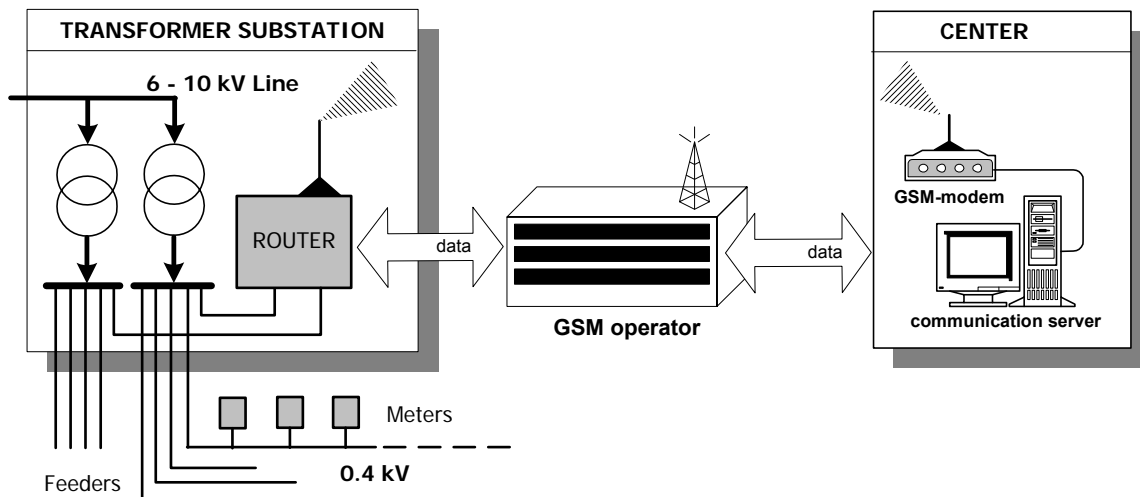 TRANSFORMER SUBSTATION
6 - 10 kV Line
ROUTER
data
GSM operator
data
CENTER
GSM-modem
communication server
Meters
0.4 kV
Feeders